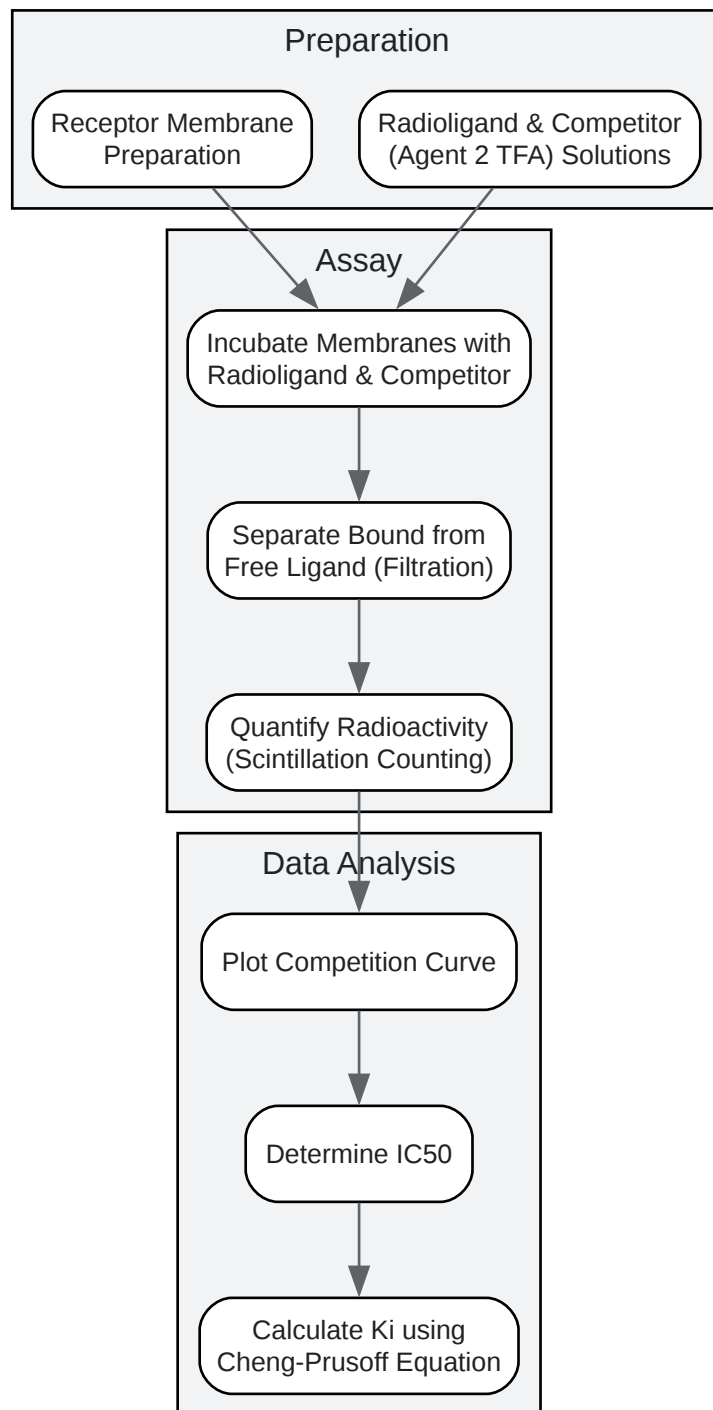 Preparation
Receptor Membrane
Preparation
Radioligand & Competitor
(Agent 2 TFA) Solutions
Assay
Incubate Membranes with
Radioligand & Competitor
Separate Bound from
Free Ligand (Filtration)
Quantify Radioactivity
(Scintillation Counting)
Data Analysis
Plot Competition Curve
Determine IC50
Calculate Ki using
Cheng-Prusoff Equation